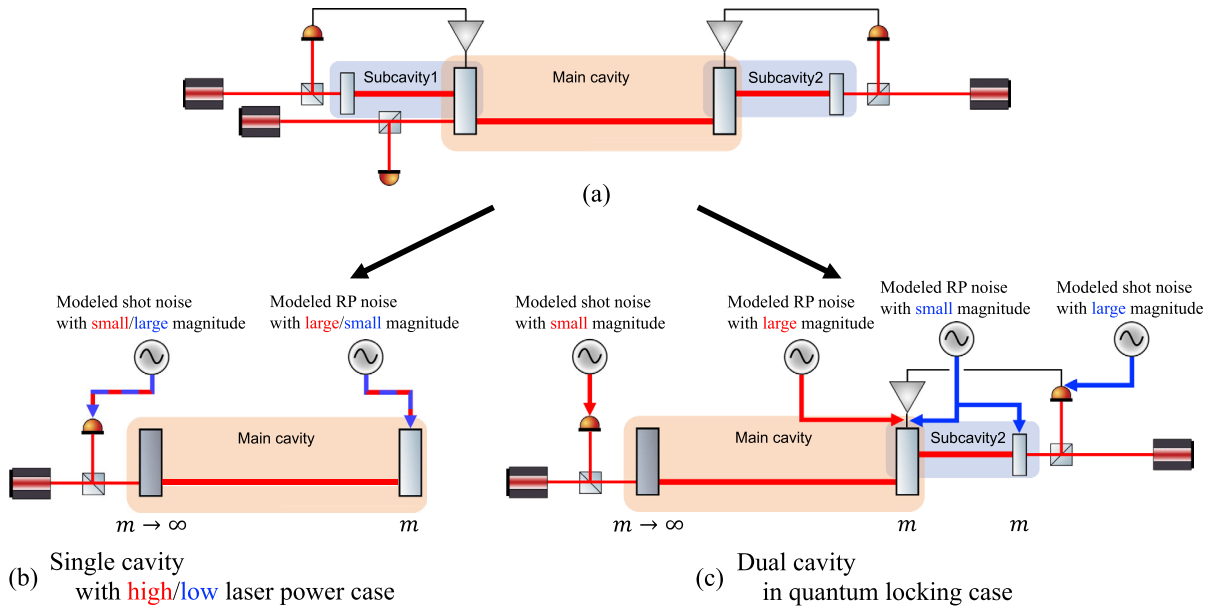 Subcavity1
Main cavity
Subcavity2
(a)
Modeled shot noise
with small/large magnitude
Modeled RP noise
with large/small magnitude
Modeled shot noise
with small magnitude
Modeled RP noise
with large magnitude
Modeled RP noise
with small magnitude
Modeled shot noise
with large magnitude
Main cavity
Main cavity
Subcavity2
m → ∞
m
m → ∞
m
m
(b) Single cavity
with high/low laser power case
(c) Dual cavity
in quantum locking case